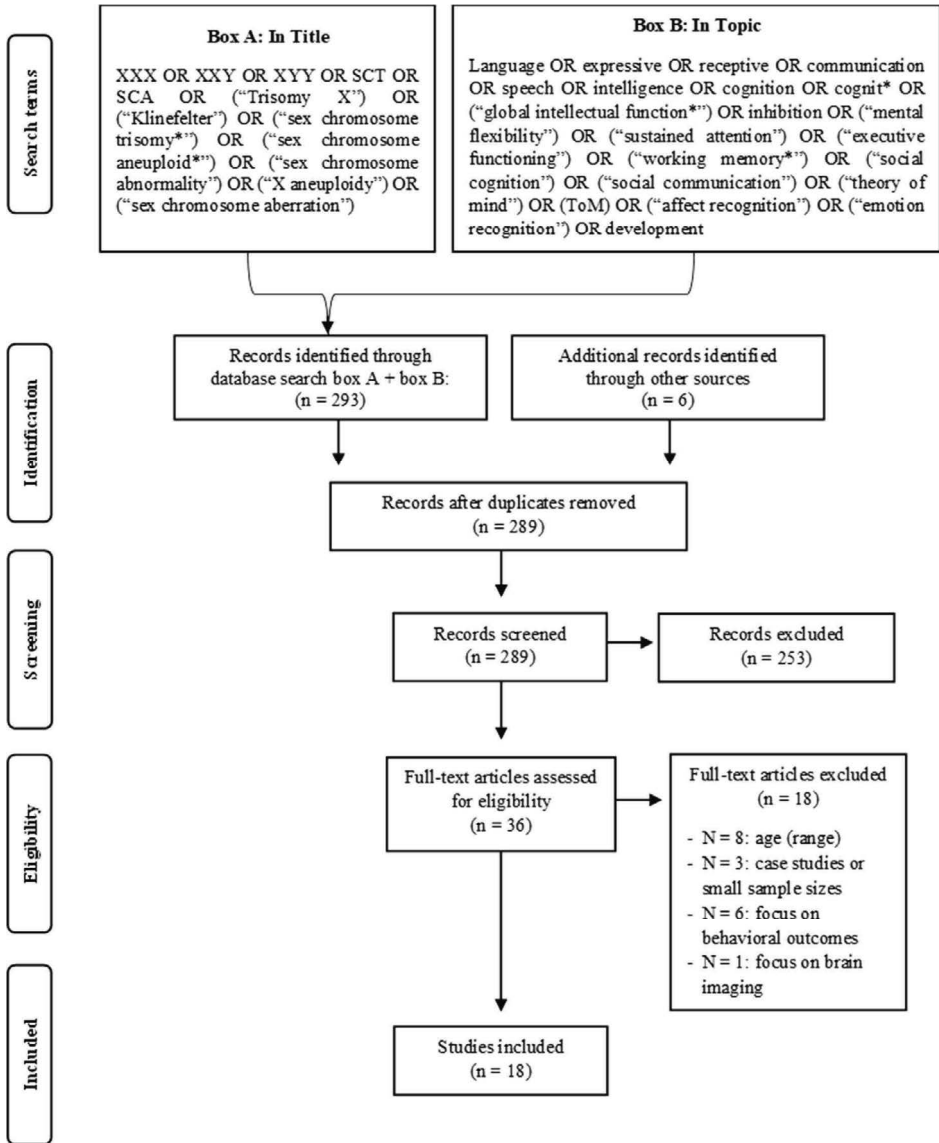 Search terms
Box A: In Title
XXX OR XXY OR XYY OR SCT OR
SCA OR (“Trisomy X”) OR
(“Klinefelter”) OR (“sex chromosome
trisomy*”) OR (“sex chromosome
aneuploid*”) OR (“sex chromosome
abnormality”) OR (“X aneuploidy”) OR
(“sex chromosome aberration”)
Box B: In Topic
Language OR expressive OR receptive OR communication
OR speech OR intelligence OR cognition OR cognit* OR
(“global intellectual function*”) OR inhibition OR (“mental
flexibility”) OR (“sustained attention”) OR (“executive
functioning”) OR (“working memory*”) OR (“social
cognition”) OR (“social communication”) OR (“theory of
mind”) OR (ToM) OR (“affect recognition”) OR (“emotion
recognition”) OR development
Identification
Records identified through
database search box A + box B:
(n = 293)
Additional records identified
through other sources
(n = 6)
Records after duplicates removed
(n = 289)
Screening
Records screened
(n = 289)
Records excluded
(n = 253)
Eligibility
Full-text articles assessed
for eligibility
(n = 36)
Full-text articles excluded
(n = 18)
- N = 8: age (range)
- N = 3: case studies or
small sample sizes
- N = 6: focus on
behavioral outcomes
- N = 1: focus on brain
imaging
Included
Studies included
(n = 18)